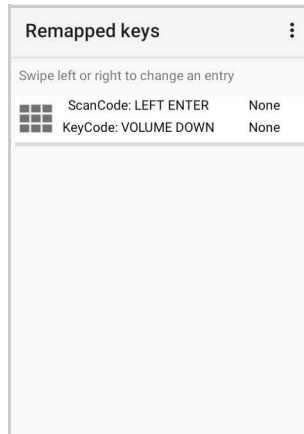 Remapped keys
Swipe left or right to change an entry
ScanCode: LEFT ENTER None
KeyCode: VOLUME DOWN None